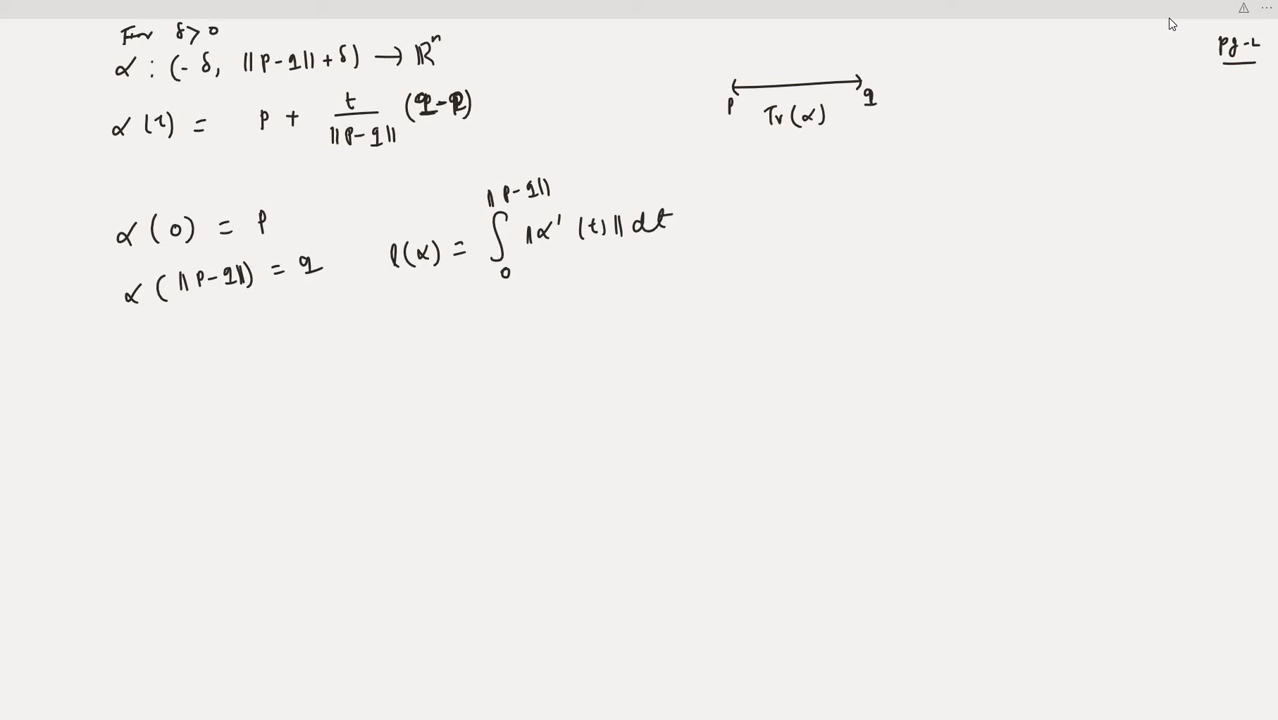 For δ>0
α : (-δ, ||p-q||+δ) → ℝⁿ
α(t) = p + t/||p-q|| (q-p)
p q
Tr(α)
pg-2
α(0) = p
α(||p-q||) = q
l(α) = ∫₀^||p-q|| ||α'(t)|| dt